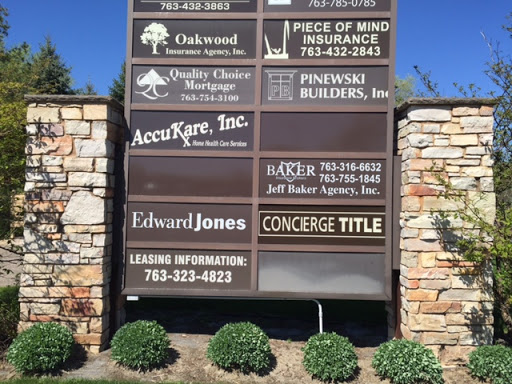 763-432-3863
763-785-0785
Oakwood
Insurance Agency, Inc.
PIECE OF MIND
INSURANCE
763-432-2843
Quality Choice
Mortgage
763-754-3100
PINEWSKI
BUILDERS, Inc
PB
AccuKare, Inc.
Home Health Care Services
BAKER
763-316-6632
763-755-1845
Jeff Baker Agency, Inc.
Edward Jones
CONCIERGE TITLE
LEASING INFORMATION:
763-323-4823